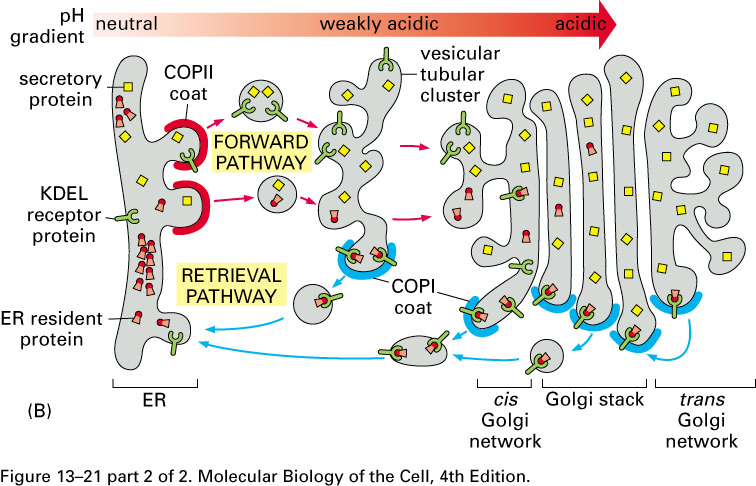 pH
gradient
neutral
weakly acidic
acidic
secretory
protein
COPII
coat
vesicular
tubular
cluster
FORWARD
PATHWAY
KDEL
receptor
protein
RETRIEVAL
PATHWAY
COPI
coat
ER resident
protein
(B)
ER
cis
Golgi
network
Golgi stack
trans
Golgi
network
Figure 13–21 part 2 of 2. Molecular Biology of the Cell, 4th Edition.